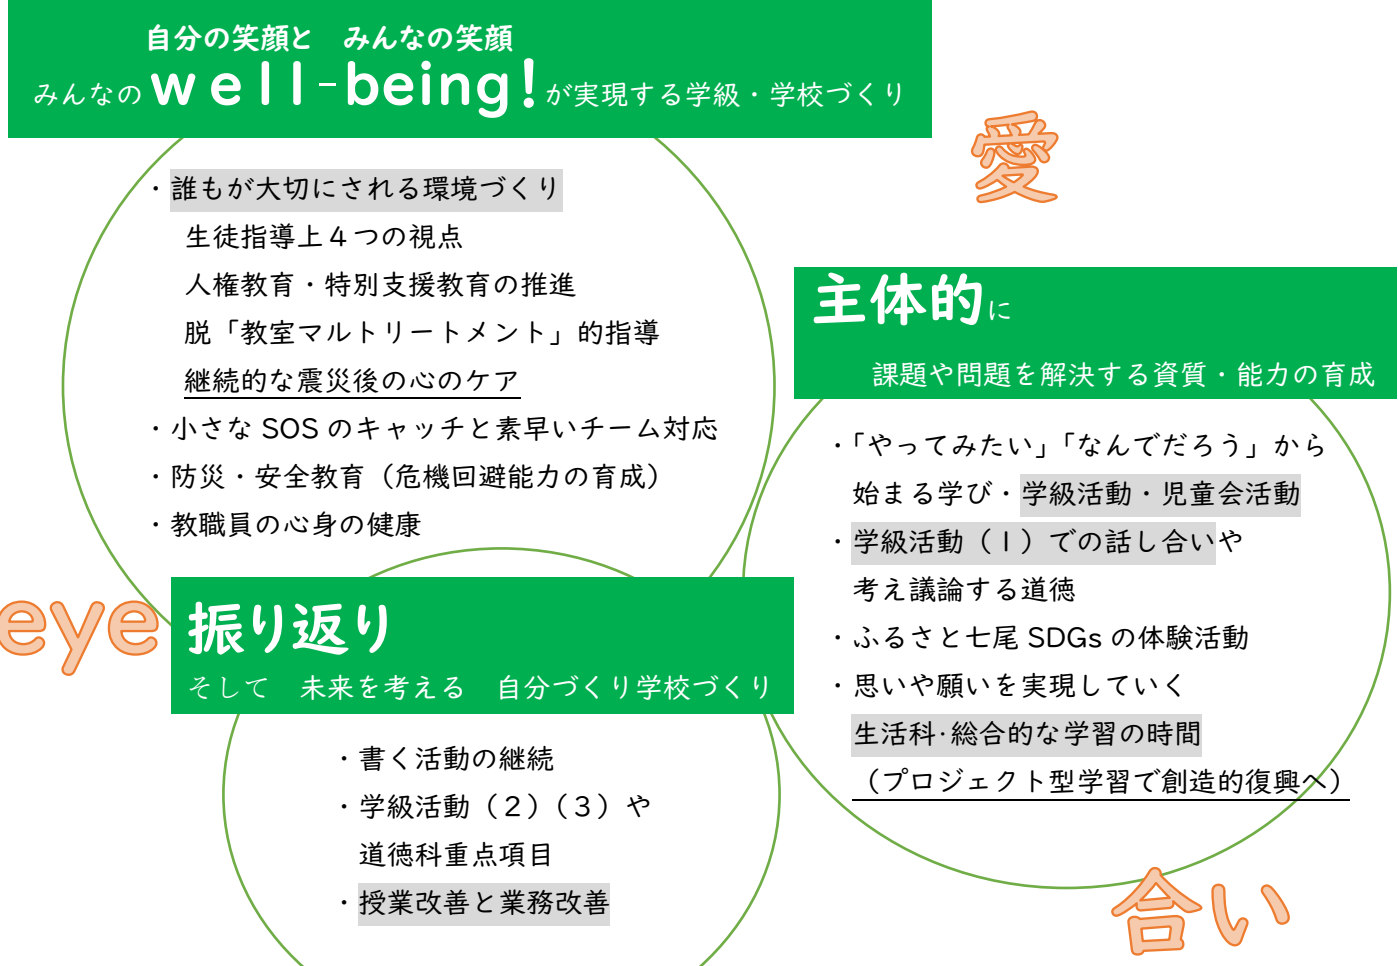 自分の笑顔と　みんなの笑顔
みんなのｗｅｌｌ-being！が実現する学級・学校づくり
愛
・誰もが大切にされる環境づくり
生徒指導上４つの視点
人権教育・特別支援教育の推進
脱「教室マルトリートメント」的指導
継続的な震災後の心のケア
・小さな SOS のキャッチと素早いチーム対応
・防災・安全教育（危機回避能力の育成）
・教職員の心身の健康
主体的に
課題や問題を解決する資質・能力の育成
・「やってみたい」「なんでだろう」から
始まる学び・学級活動・児童会活動
・学級活動（１）での話し合いや
考え議論する道徳
・ふるさと七尾 SDGs の体験活動
・思いや願いを実現していく
生活科･総合的な学習の時間
（プロジェクト型学習で創造的復興へ）
eye
振り返り
そして　未来を考える　自分づくり学校づくり
・書く活動の継続
・学級活動（２）（３）や
道徳科重点項目
・授業改善と業務改善
合い